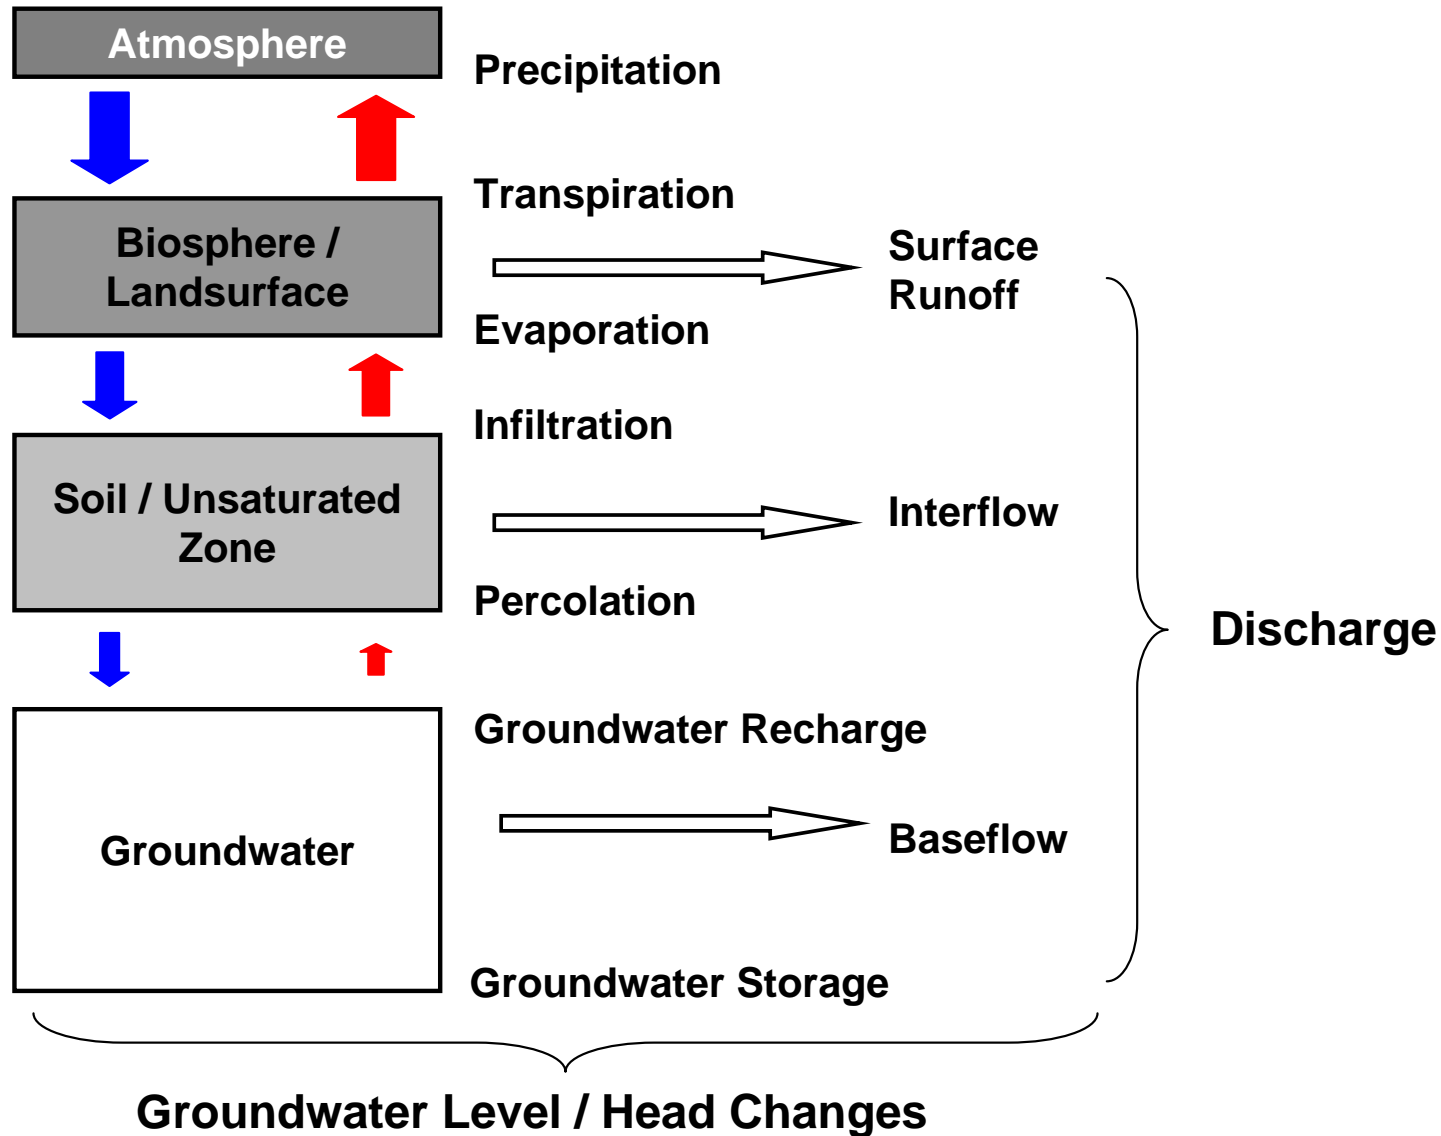 Atmosphere
Precipitation
Transpiration
Biosphere /
Landsurface
Surface
Runoff
Evaporation
Infiltration
Soil / Unsaturated
Zone
Interflow
Percolation
Discharge
Groundwater Recharge
Groundwater
Baseflow
Groundwater Storage
Groundwater Level / Head Changes